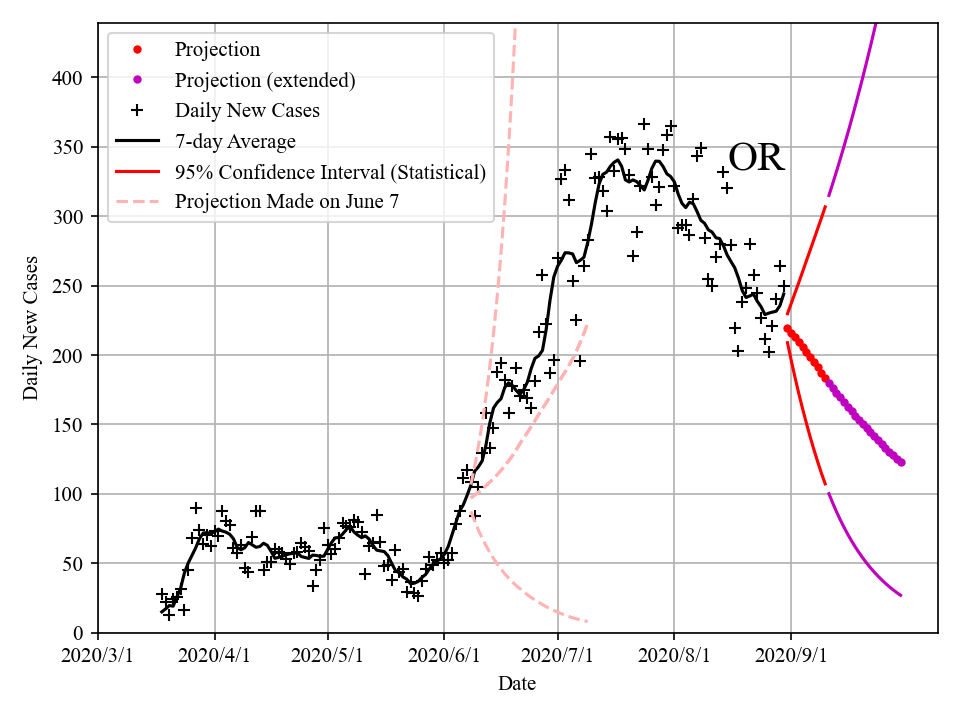 Projection
Projection (extended)
Daily New Cases
7-day Average
95% Confidence Interval (Statistical)
Projection Made on June 7
OR
Daily New Cases
400
350
300
250
200
150
100
50
0
2020/3/1 2020/4/1 2020/5/1 2020/6/1 2020/7/1 2020/8/1 2020/9/1
Date